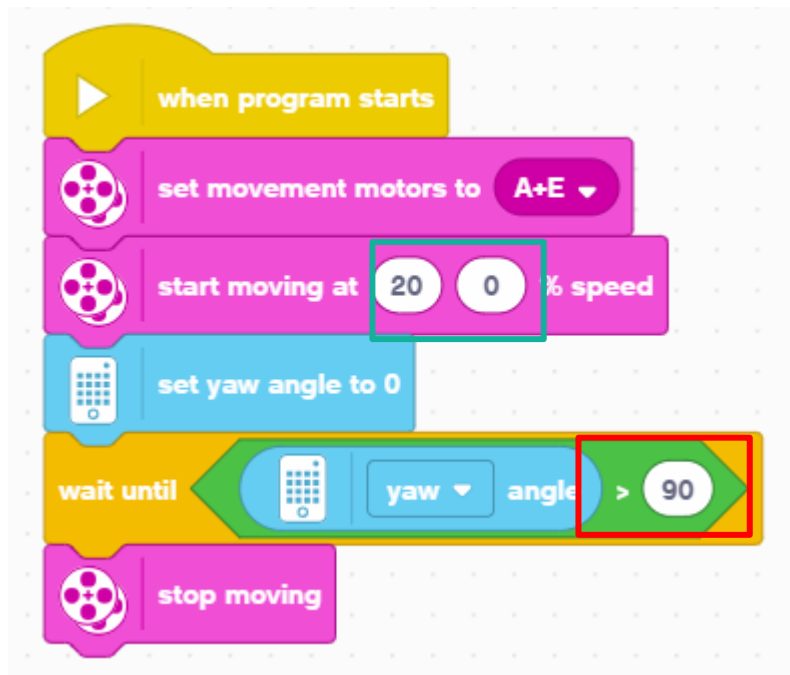 when program starts
set movement motors to A+E
start moving at 20 0 % speed
set yaw angle to 0
wait until yaw angle > 90
stop moving